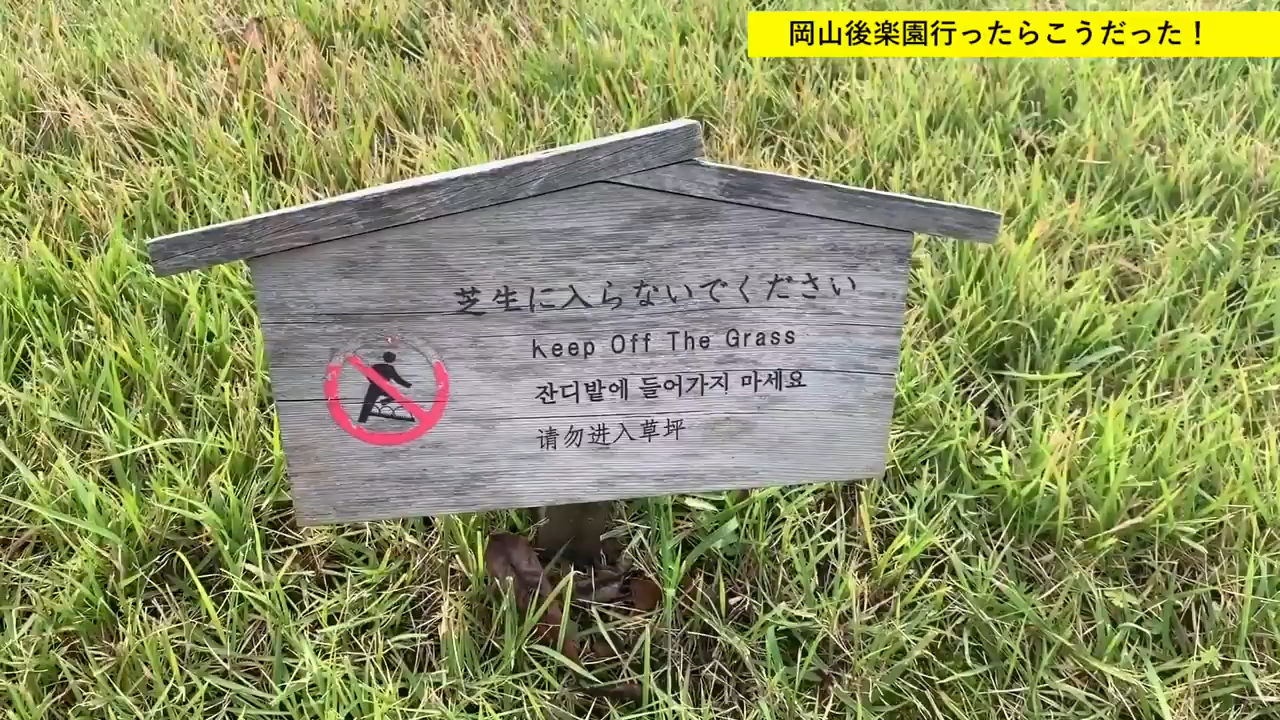 岡山後楽園行ったらこうだった！
芝生に入らないでください
Keep Off The Grass
잔디밭에 들어가지 마세요
请勿进入草坪